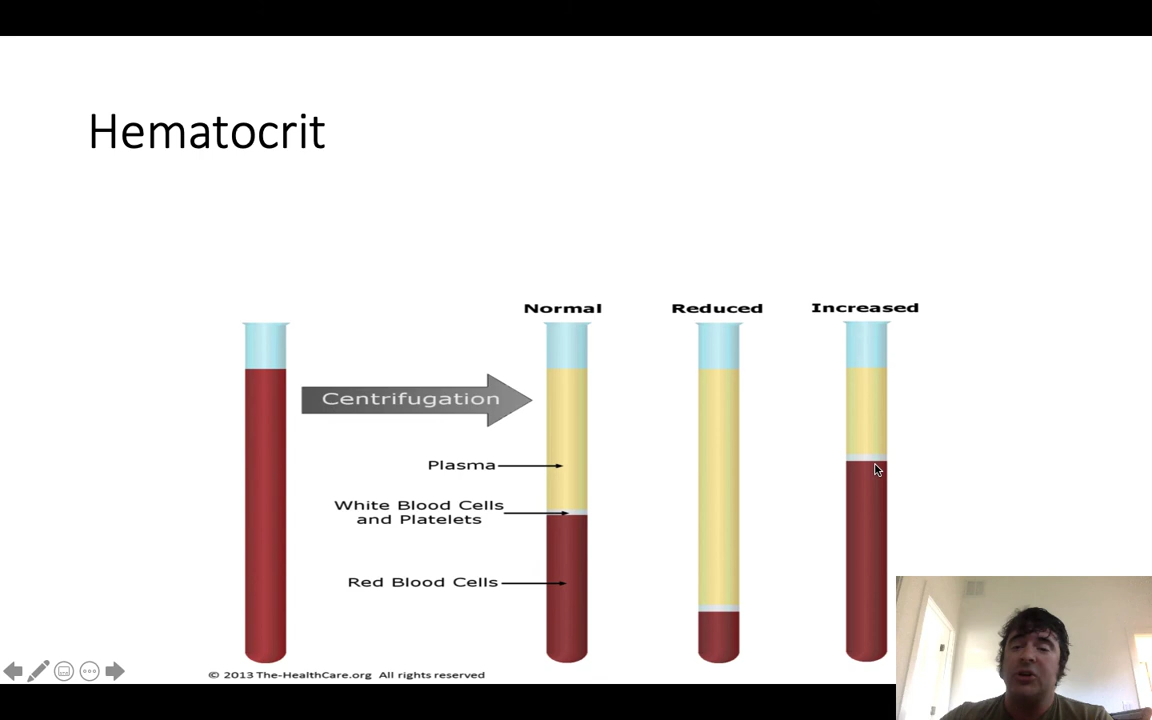 Hematocrit
Normal
Reduced
Increased
Centrifugation
Plasma
White Blood Cells
and Platelets
Red Blood Cells
© 2013 The-HealthCare.org All rights reserved